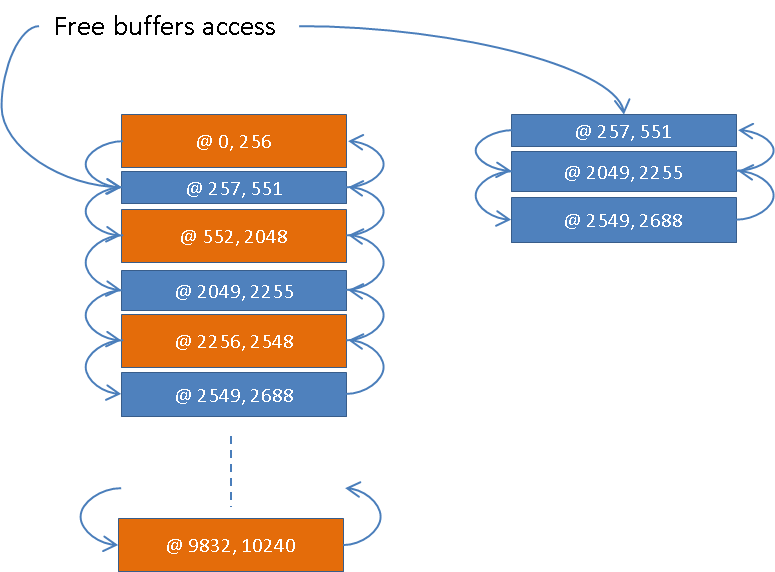 Free buffers access
@ 0, 256
@ 257, 551
@ 552, 2048
@ 2049, 2255
@ 2256, 2548
@ 2549, 2688
@ 9832, 10240
@ 257, 551
@ 2049, 2255
@ 2549, 2688